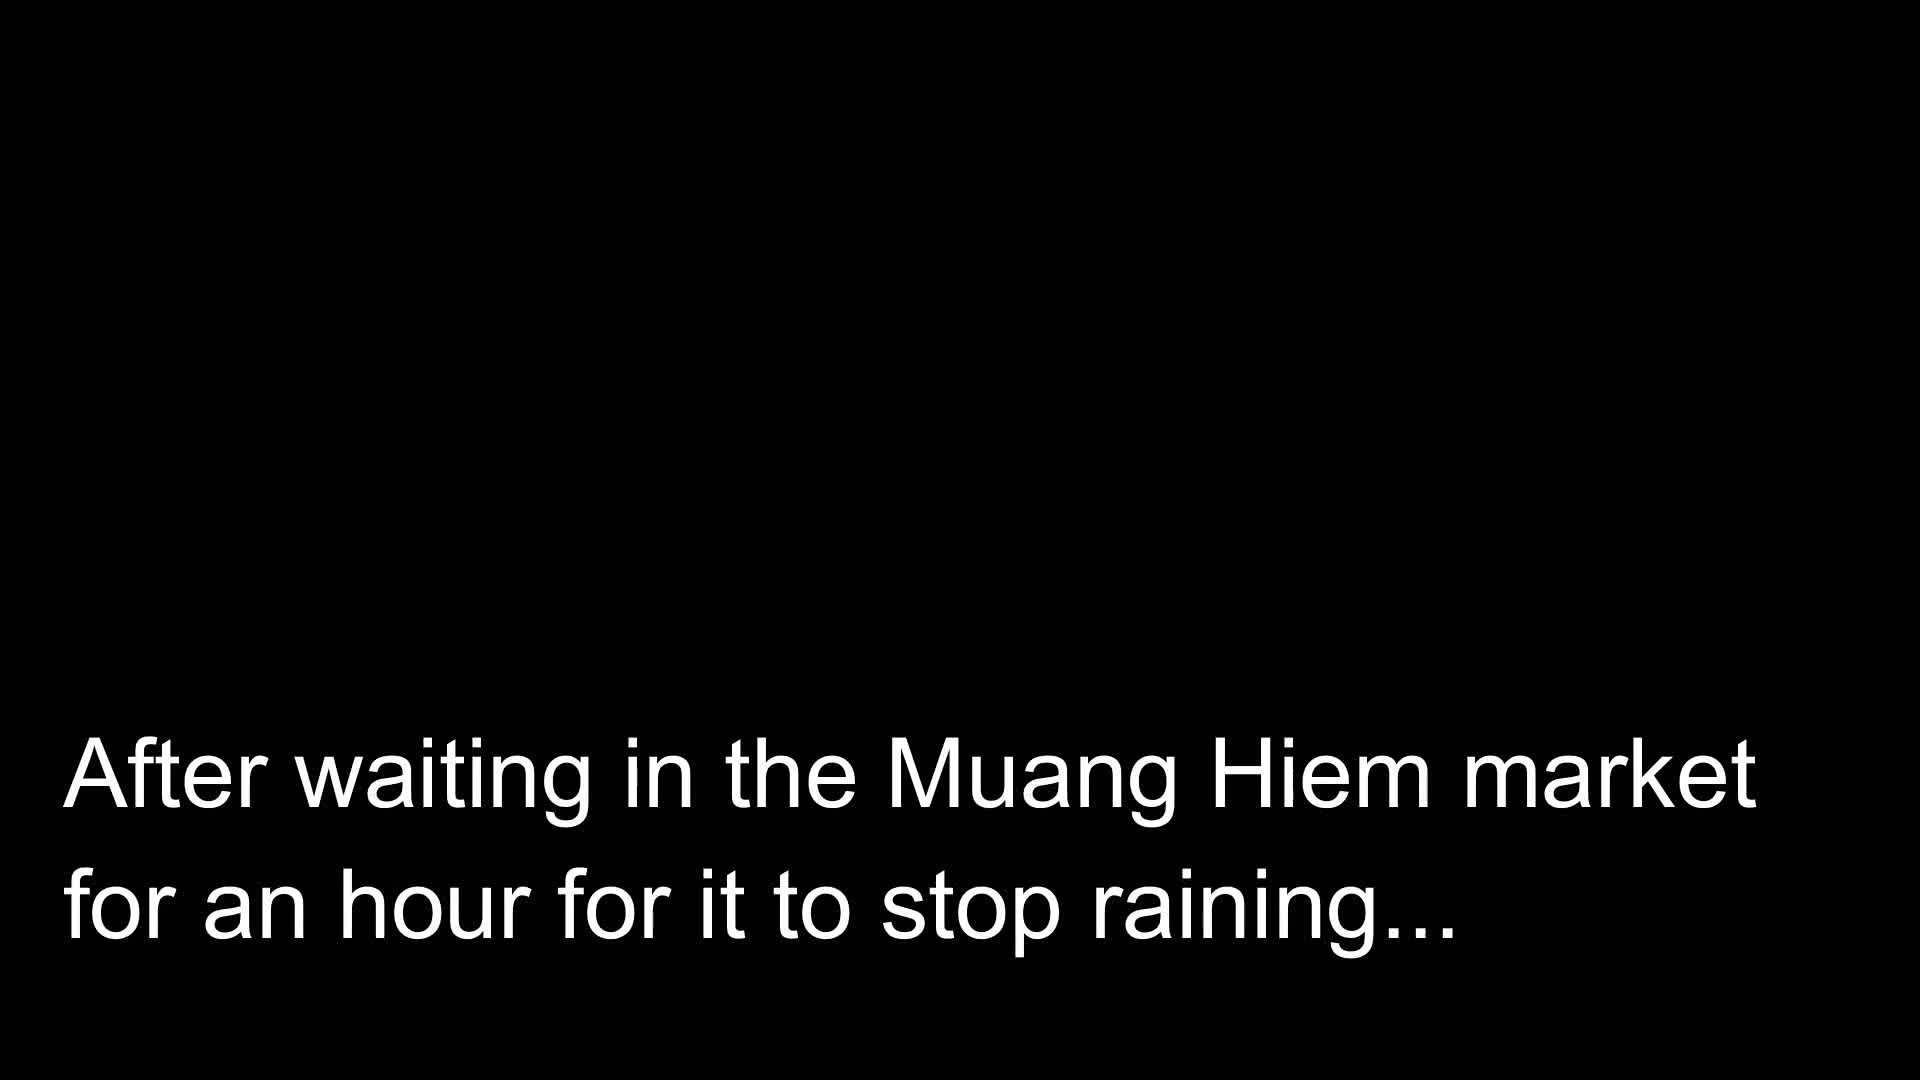 After waiting in the Muang Hiem market
for an hour for it to stop raining...